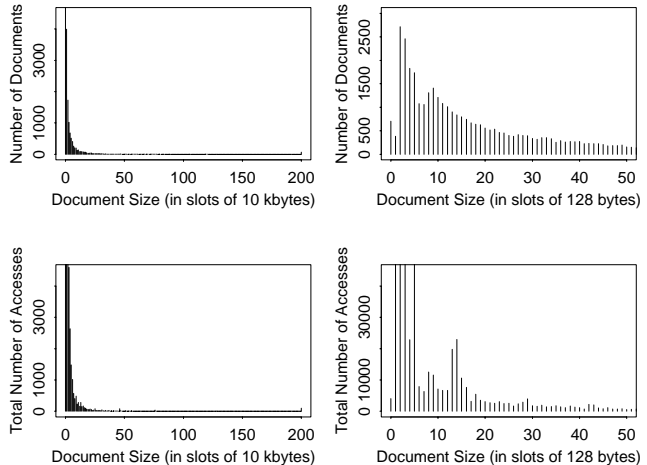 Number of Documents
0 1000 3000
0 50 100 150 200
Document Size (in slots of 10 kbytes)
Number of Documents
0 500 1500 2500
0 10 20 30 40 50
Document Size (in slots of 128 bytes)
Total Number of Accesses
0 1000 3000
0 50 100 150 200
Document Size (in slots of 10 kbytes)
Total Number of Accesses
0 10000 30000
0 10 20 30 40 50
Document Size (in slots of 128 bytes)